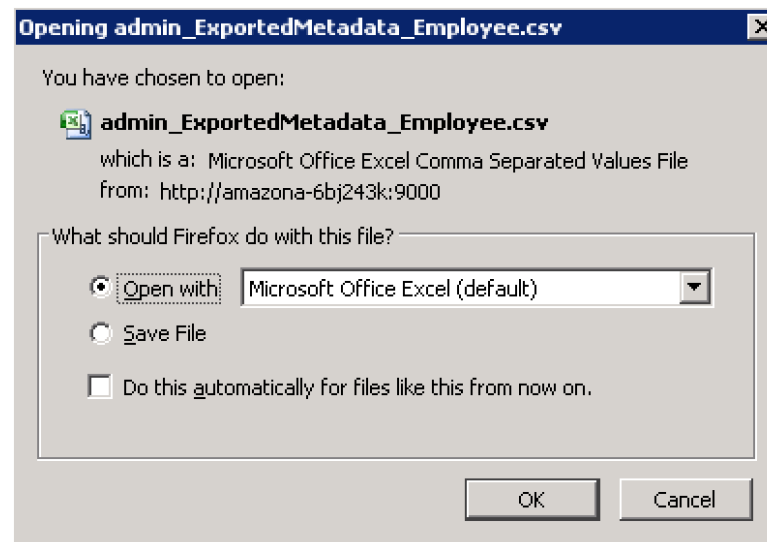 Opening admin_ExportedMetadata_Employee.csv
You have chosen to open:
admin_ExportedMetadata_Employee.csv
which is a: Microsoft Office Excel Comma Separated Values File
from: http://amazona-6bj243k:9000
What should Firefox do with this file?
Open with Microsoft Office Excel (default)
Save File
Do this automatically for files like this from now on.
OK Cancel